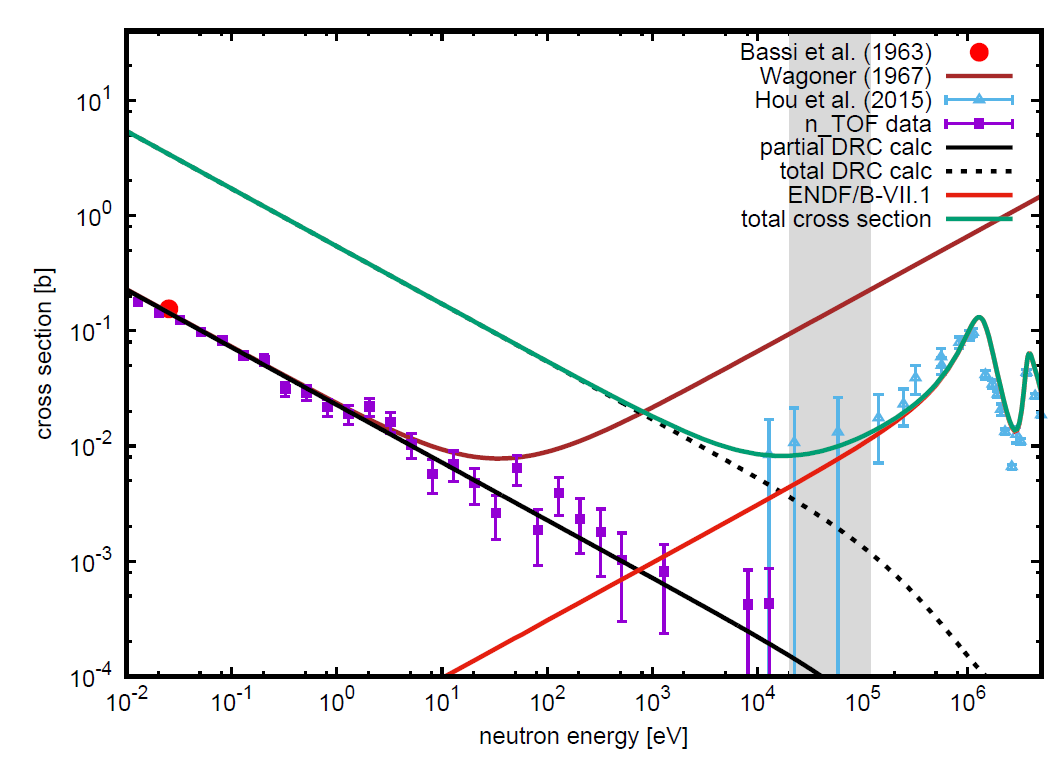 Bassi et al. (1963)
Wagoner (1967)
Hou et al. (2015)
n_TOF data
partial DRC calc
total DRC calc
ENDF/B-VII.1
total cross section
10^1
10^0
10^-1
10^-2
10^-3
10^-4
cross section [b]
10^-2 10^-1 10^0 10^1 10^2 10^3 10^4 10^5 10^6
neutron energy [eV]